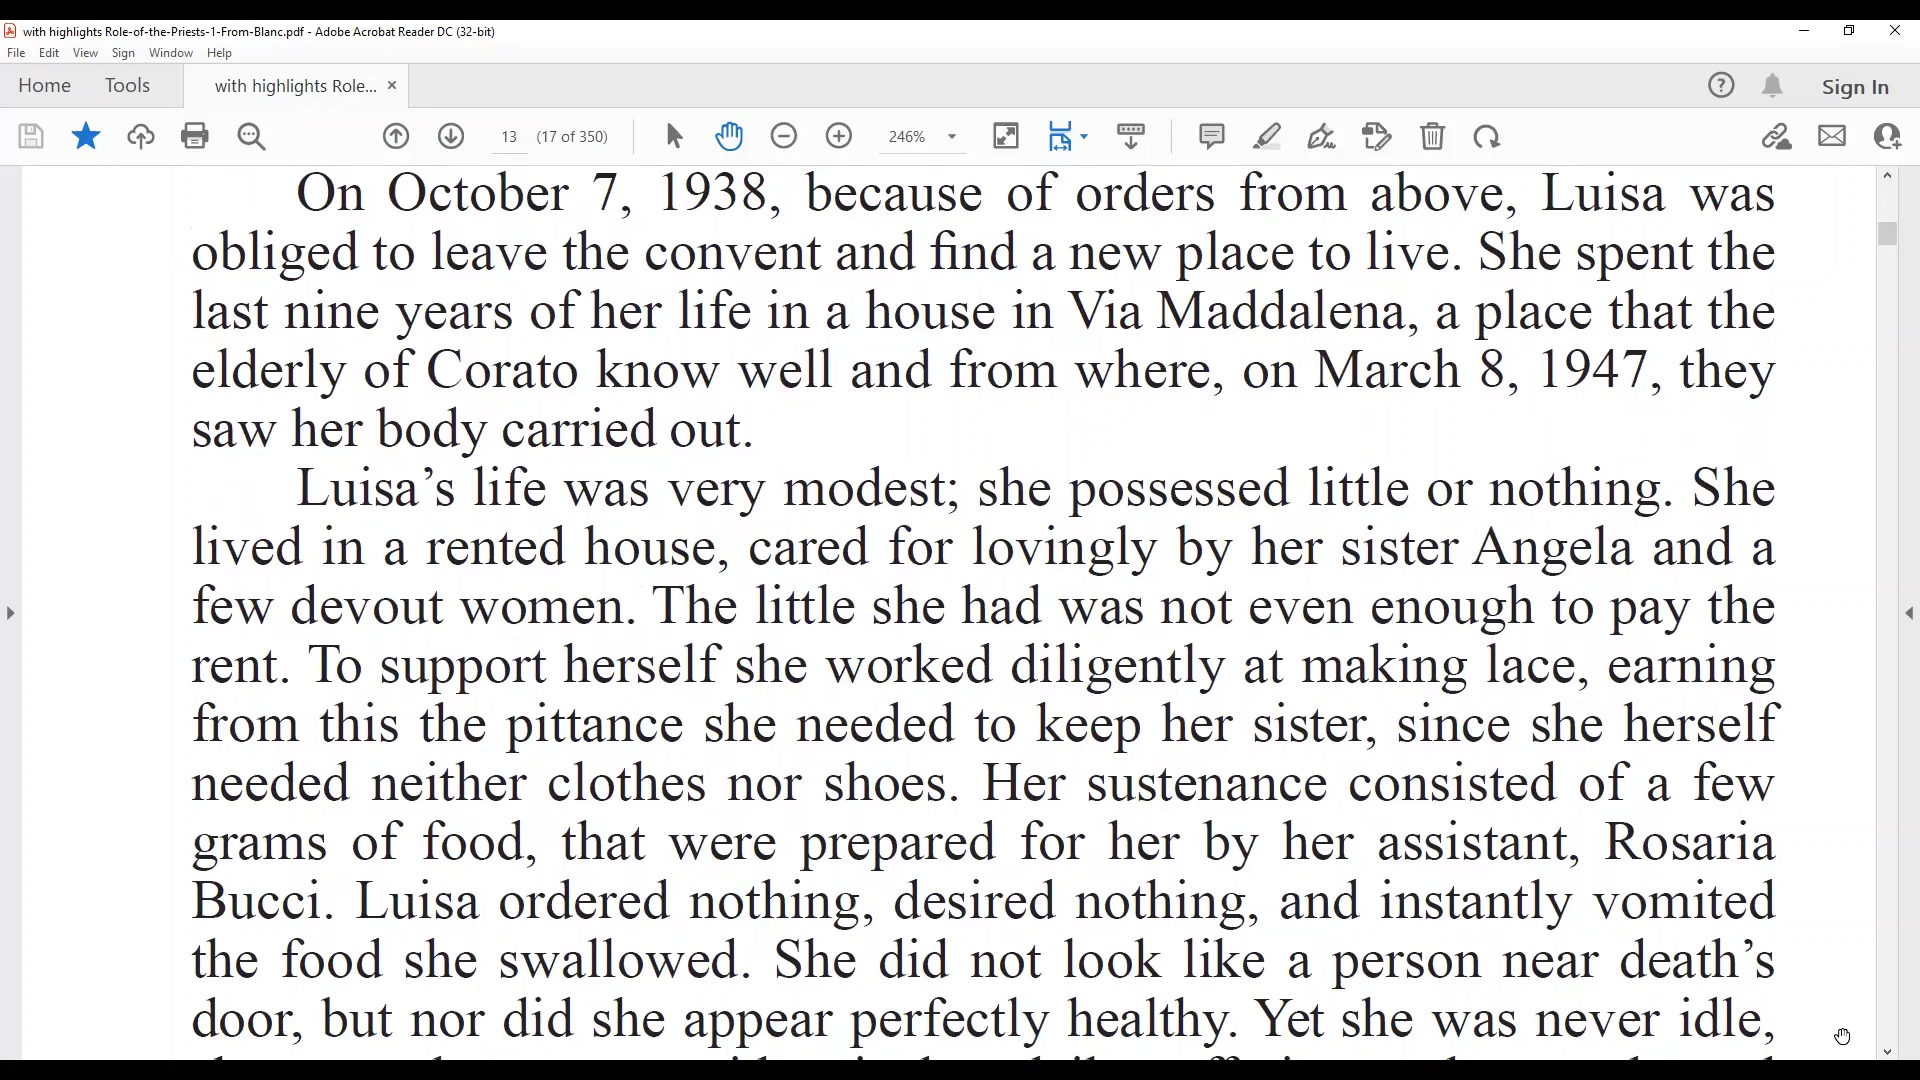 with highlights Role-of-the-Priests-1-From-Blanc.pdf - Adobe Acrobat Reader DC (32-bit)
File Edit View Sign Window Help
Home Tools with highlights Role... × Sign In
13 (17 of 350) 246%
On October 7, 1938, because of orders from above, Luisa was
obliged to leave the convent and find a new place to live. She spent the
last nine years of her life in a house in Via Maddalena, a place that the
elderly of Corato know well and from where, on March 8, 1947, they
saw her body carried out.
Luisa’s life was very modest; she possessed little or nothing. She
lived in a rented house, cared for lovingly by her sister Angela and a
few devout women. The little she had was not even enough to pay the
rent. To support herself she worked diligently at making lace, earning
from this the pittance she needed to keep her sister, since she herself
needed neither clothes nor shoes. Her sustenance consisted of a few
grams of food, that were prepared for her by her assistant, Rosaria
Bucci. Luisa ordered nothing, desired nothing, and instantly vomited
the food she swallowed. She did not look like a person near death’s
door, but nor did she appear perfectly healthy. Yet she was never idle,